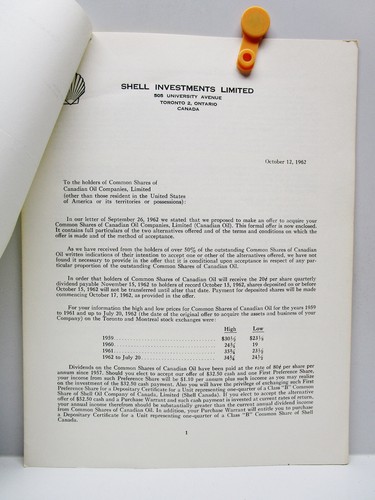 SHELL INVESTMENTS LIMITED
505 UNIVERSITY AVENUE
TORONTO 2, ONTARIO
CANADA
October 12, 1962
To the holders of Common Shares of
Canadian Oil Companies, Limited
(other than those resident in the United States
of America or its territories or possessions):
In our letter of September 26, 1962 we stated that we proposed to make an offer to acquire your
Common Shares of Canadian Oil Companies, Limited (Canadian Oil). This formal offer is now enclosed.
It contains full particulars of the two alternatives offered and of the terms and conditions on which the
offer is made and of the method of acceptance.
As we have received from the holders of over 50% of the outstanding Common Shares of Canadian
Oil written indications of their intention to accept one or other of the alternatives offered, we have not
found it necessary to provide in the offer that it is conditional upon acceptance in respect of any par-
ticular proportion of the outstanding Common Shares of Canadian Oil.
In order that holders of Common Shares of Canadian Oil will receive the 20¢ per share quarterly
dividend payable November 15, 1962 to holders of record October 15, 1962, shares deposited on or before
October 15, 1962 will not be transferred until after that date. Payment for deposited shares will be made
commencing October 17, 1962, as provided in the offer.
For your information the high and low prices for Common Shares of Canadian Oil for the years 1959
to 1961 and up to July 20, 1962 (the date of the original offer to acquire the assets and business of your
Company) on the Toronto and Montreal stock exchanges were:
High Low
1959
1960 19
1961
1962 to July 20
Dividends on the Common Shares of Canadian Oil have been paid at the rate of 80¢ per share per
annum since 1957. Should you elect to accept our offer of $32.50 cash and one First Preference Share,
your income from such Preference Share will be $1.10 per annum plus such income as you may realize
on the investment of the $32.50 cash payment. Also you will have the privilege of exchanging such First
Preference Share for a Depositary Certificate for a Unit representing one-quarter of a Class "B" Common
Share of Shell Oil Company of Canada, Limited (Shell Canada). If you elect to accept the alternative
offer of $32.50 and a Purchase Warrant and such cash payment is invested at current rates of return,
your annual income therefrom should be substantially greater than the current annual dividend income
from Common Shares of Canadian Oil. In addition, your Purchase Warrant will entitle you to purchase
a Depositary Certificate for a Unit representing one-quarter of a Class "B" Common Share of Shell
Canada.
1